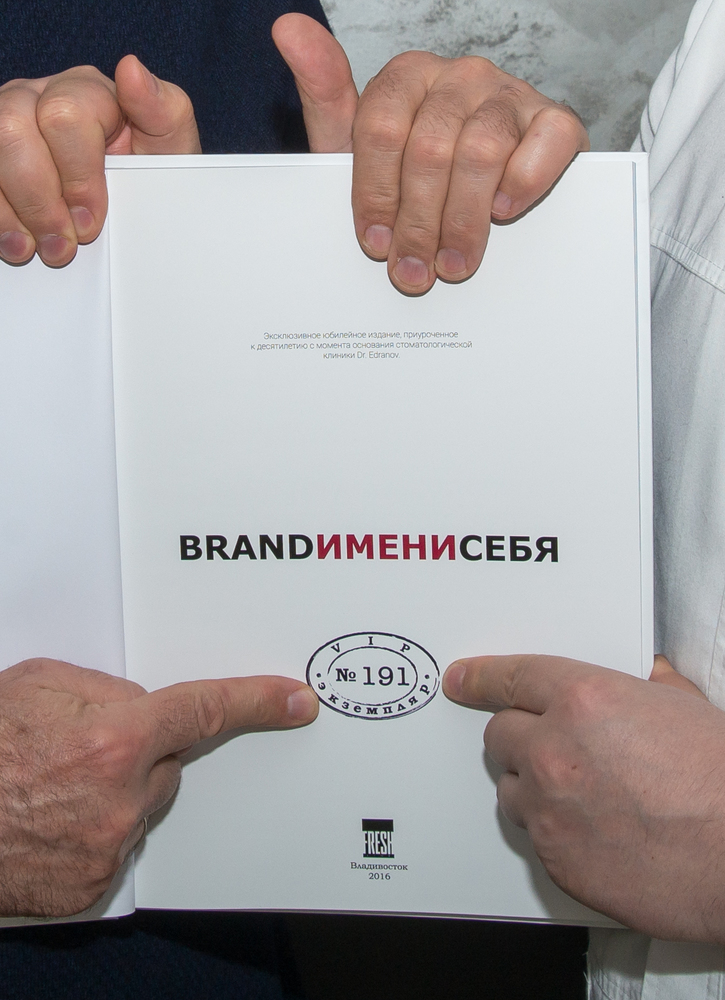 Эксклюзивное юбилейное издание, приуроченное
к десятилетию с момента основания стоматологической
клиники Dr. Edranov.
BRANDИМЕНИСЕБЯ
VIP
№ 191
экземпляр
FRESH
Владивосток
2016